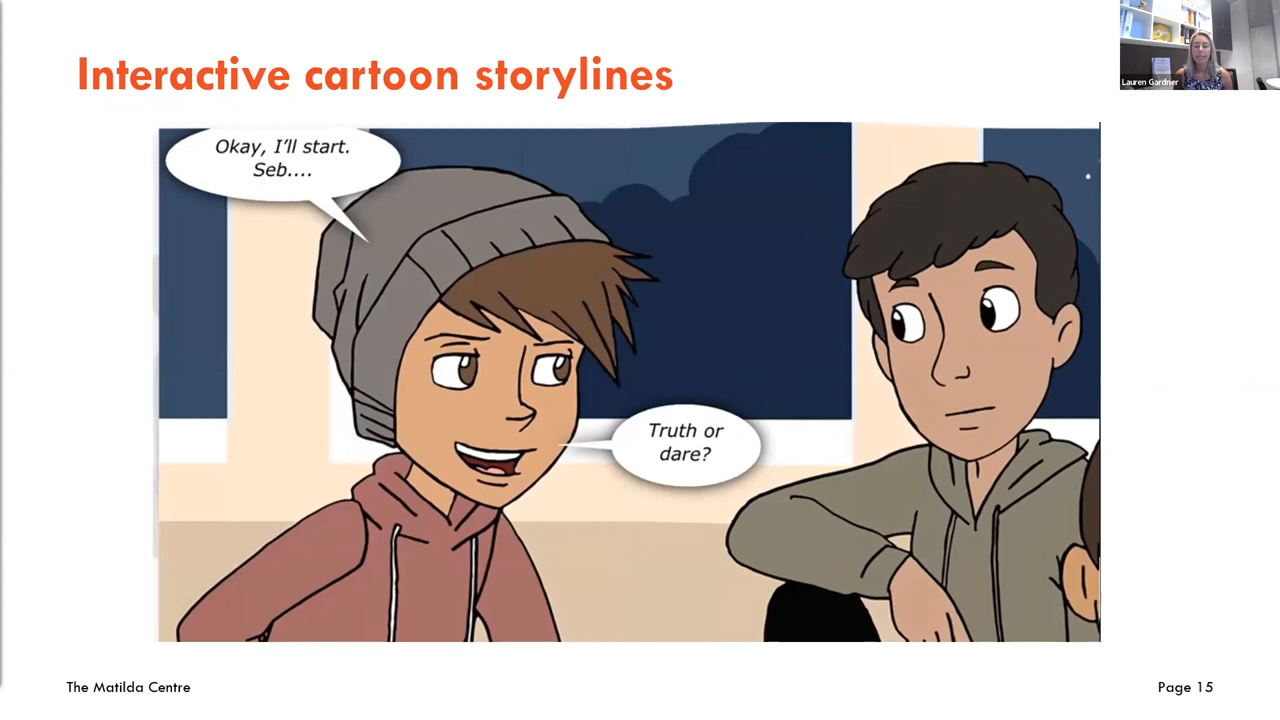 Interactive cartoon storylines
Lauren Gardner
Okay, I'll start.
Seb....
Truth or
dare?
The Matilda Centre
Page 15